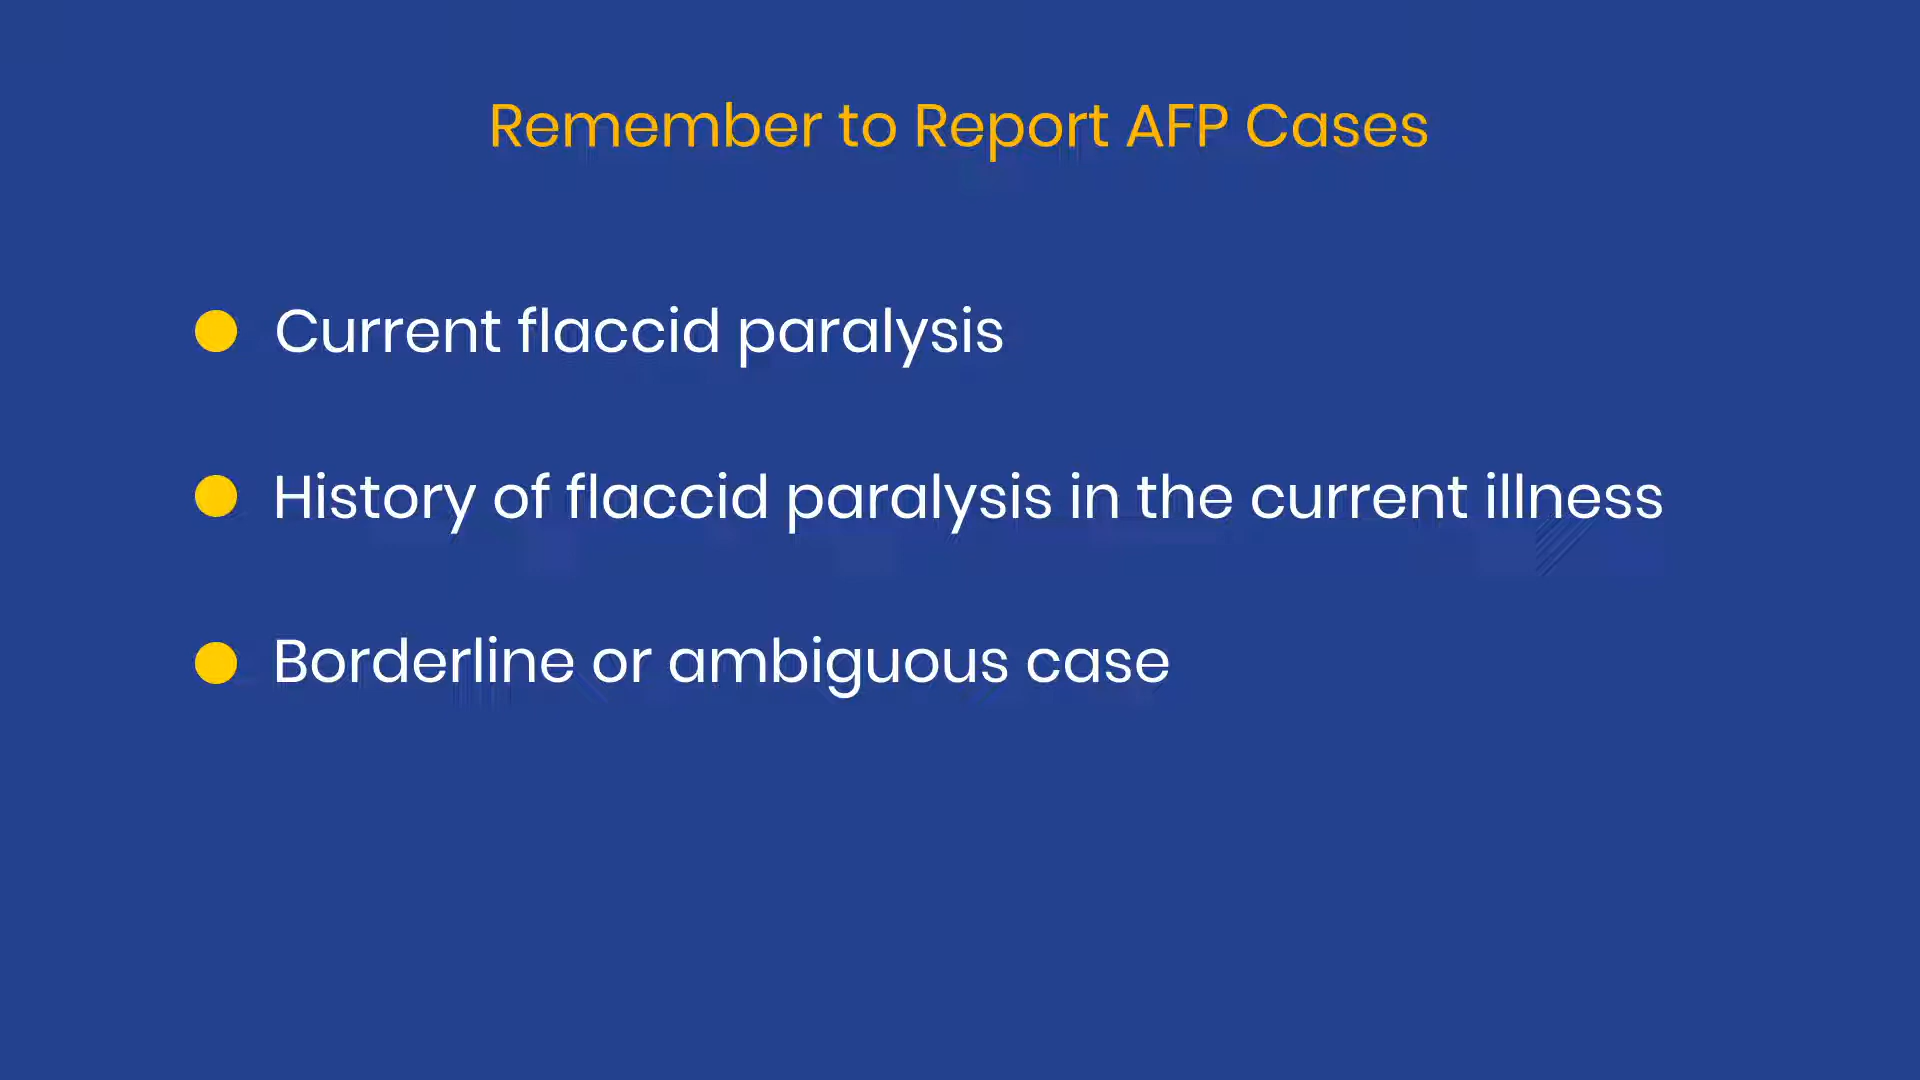 Remember to Report AFP Cases
Current flaccid paralysis
History of flaccid paralysis in the current illness
Borderline or ambiguous case